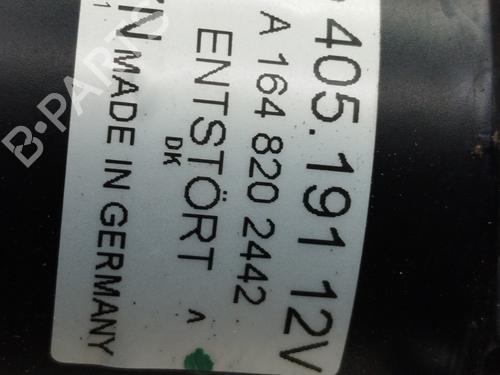 405.191 12V
A 164 820 2442
ENTSTÖRT
DK
MADE IN GERMANY
B-PARTS